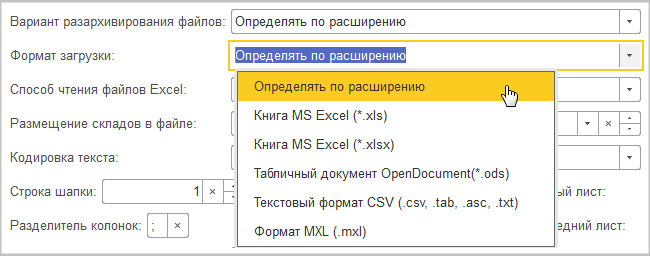 Вариант разархивирования файлов: Определять по расширению
Формат загрузки: Определять по расширению
Определять по расширению
Способ чтения файлов Excel:
Книга MS Excel (*.xls)
Размещение складов в файле:
Книга MS Excel (*.xlsx)
Кодировка текста:
Табличный документ OpenDocument(*.ods)
Строка шапки: 1 ый лист:
Текстовый формат CSV (.csv, .tab, .asc, .txt)
Разделитель колонок: ; едний лист:
Формат MXL (.mxl)